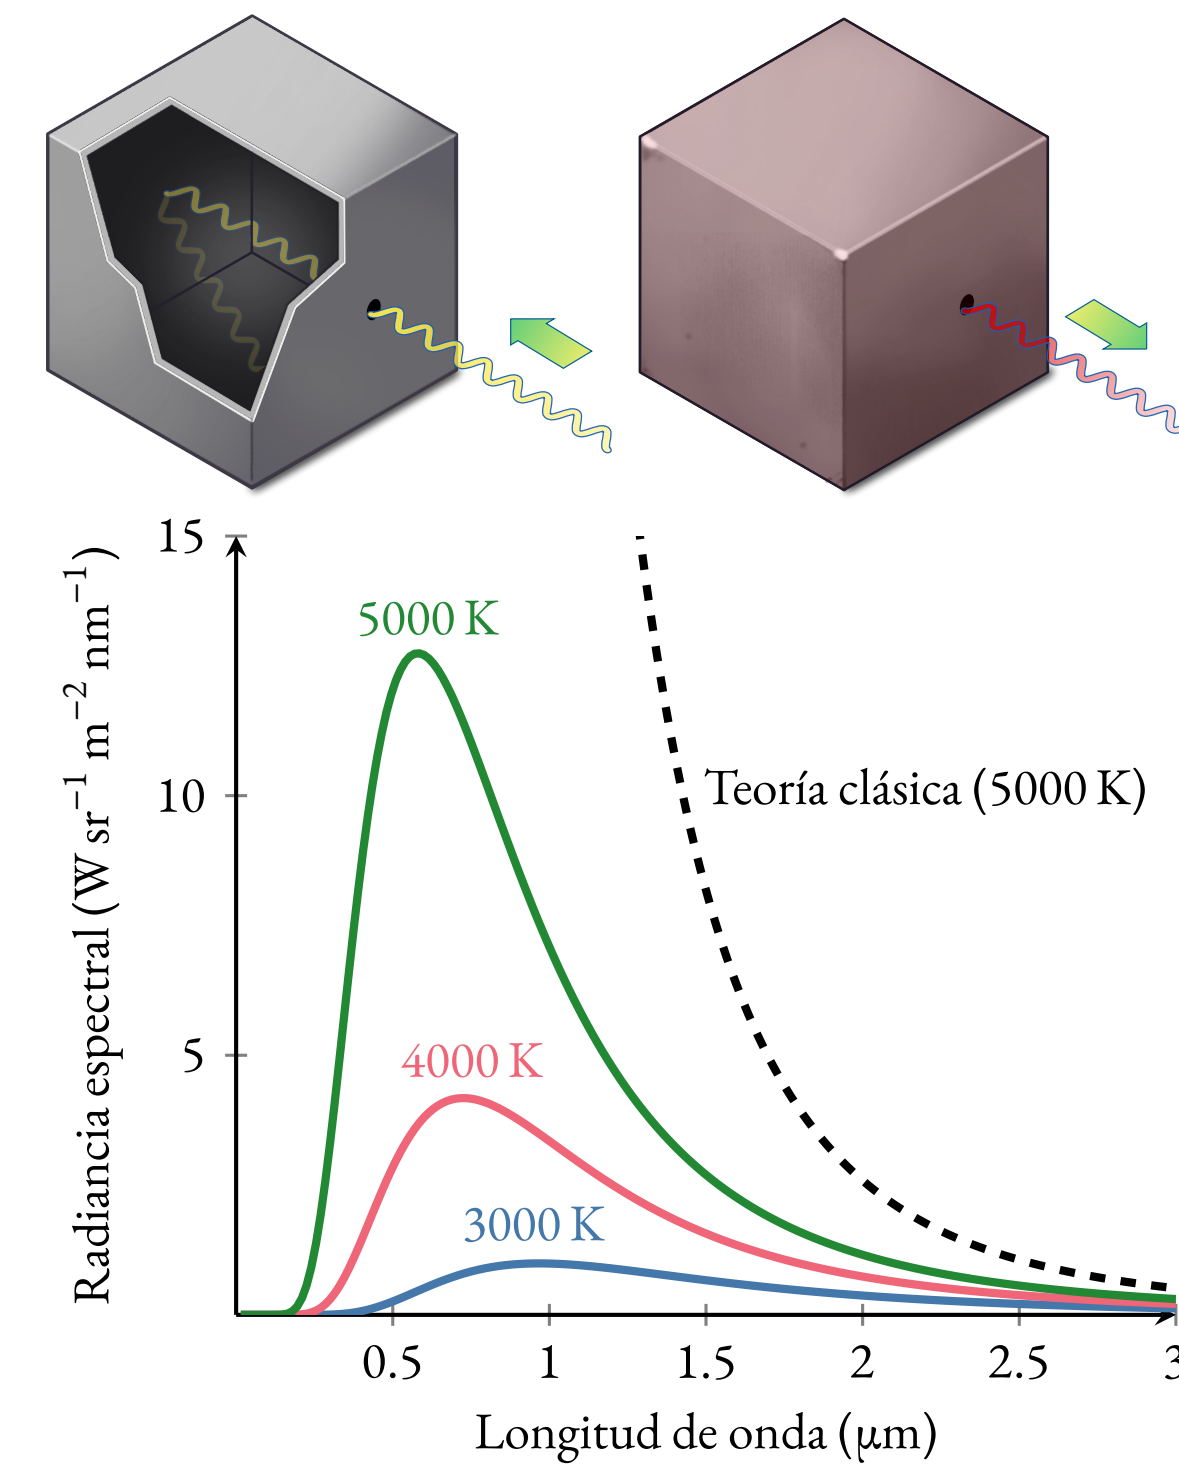 15
10
5
Radiancia espectral (W sr⁻¹ m⁻² nm⁻¹)
5000 K
Teoría clásica (5000 K)
4000 K
3000 K
0.5 1 1.5 2 2.5 3
Longitud de onda (µm)